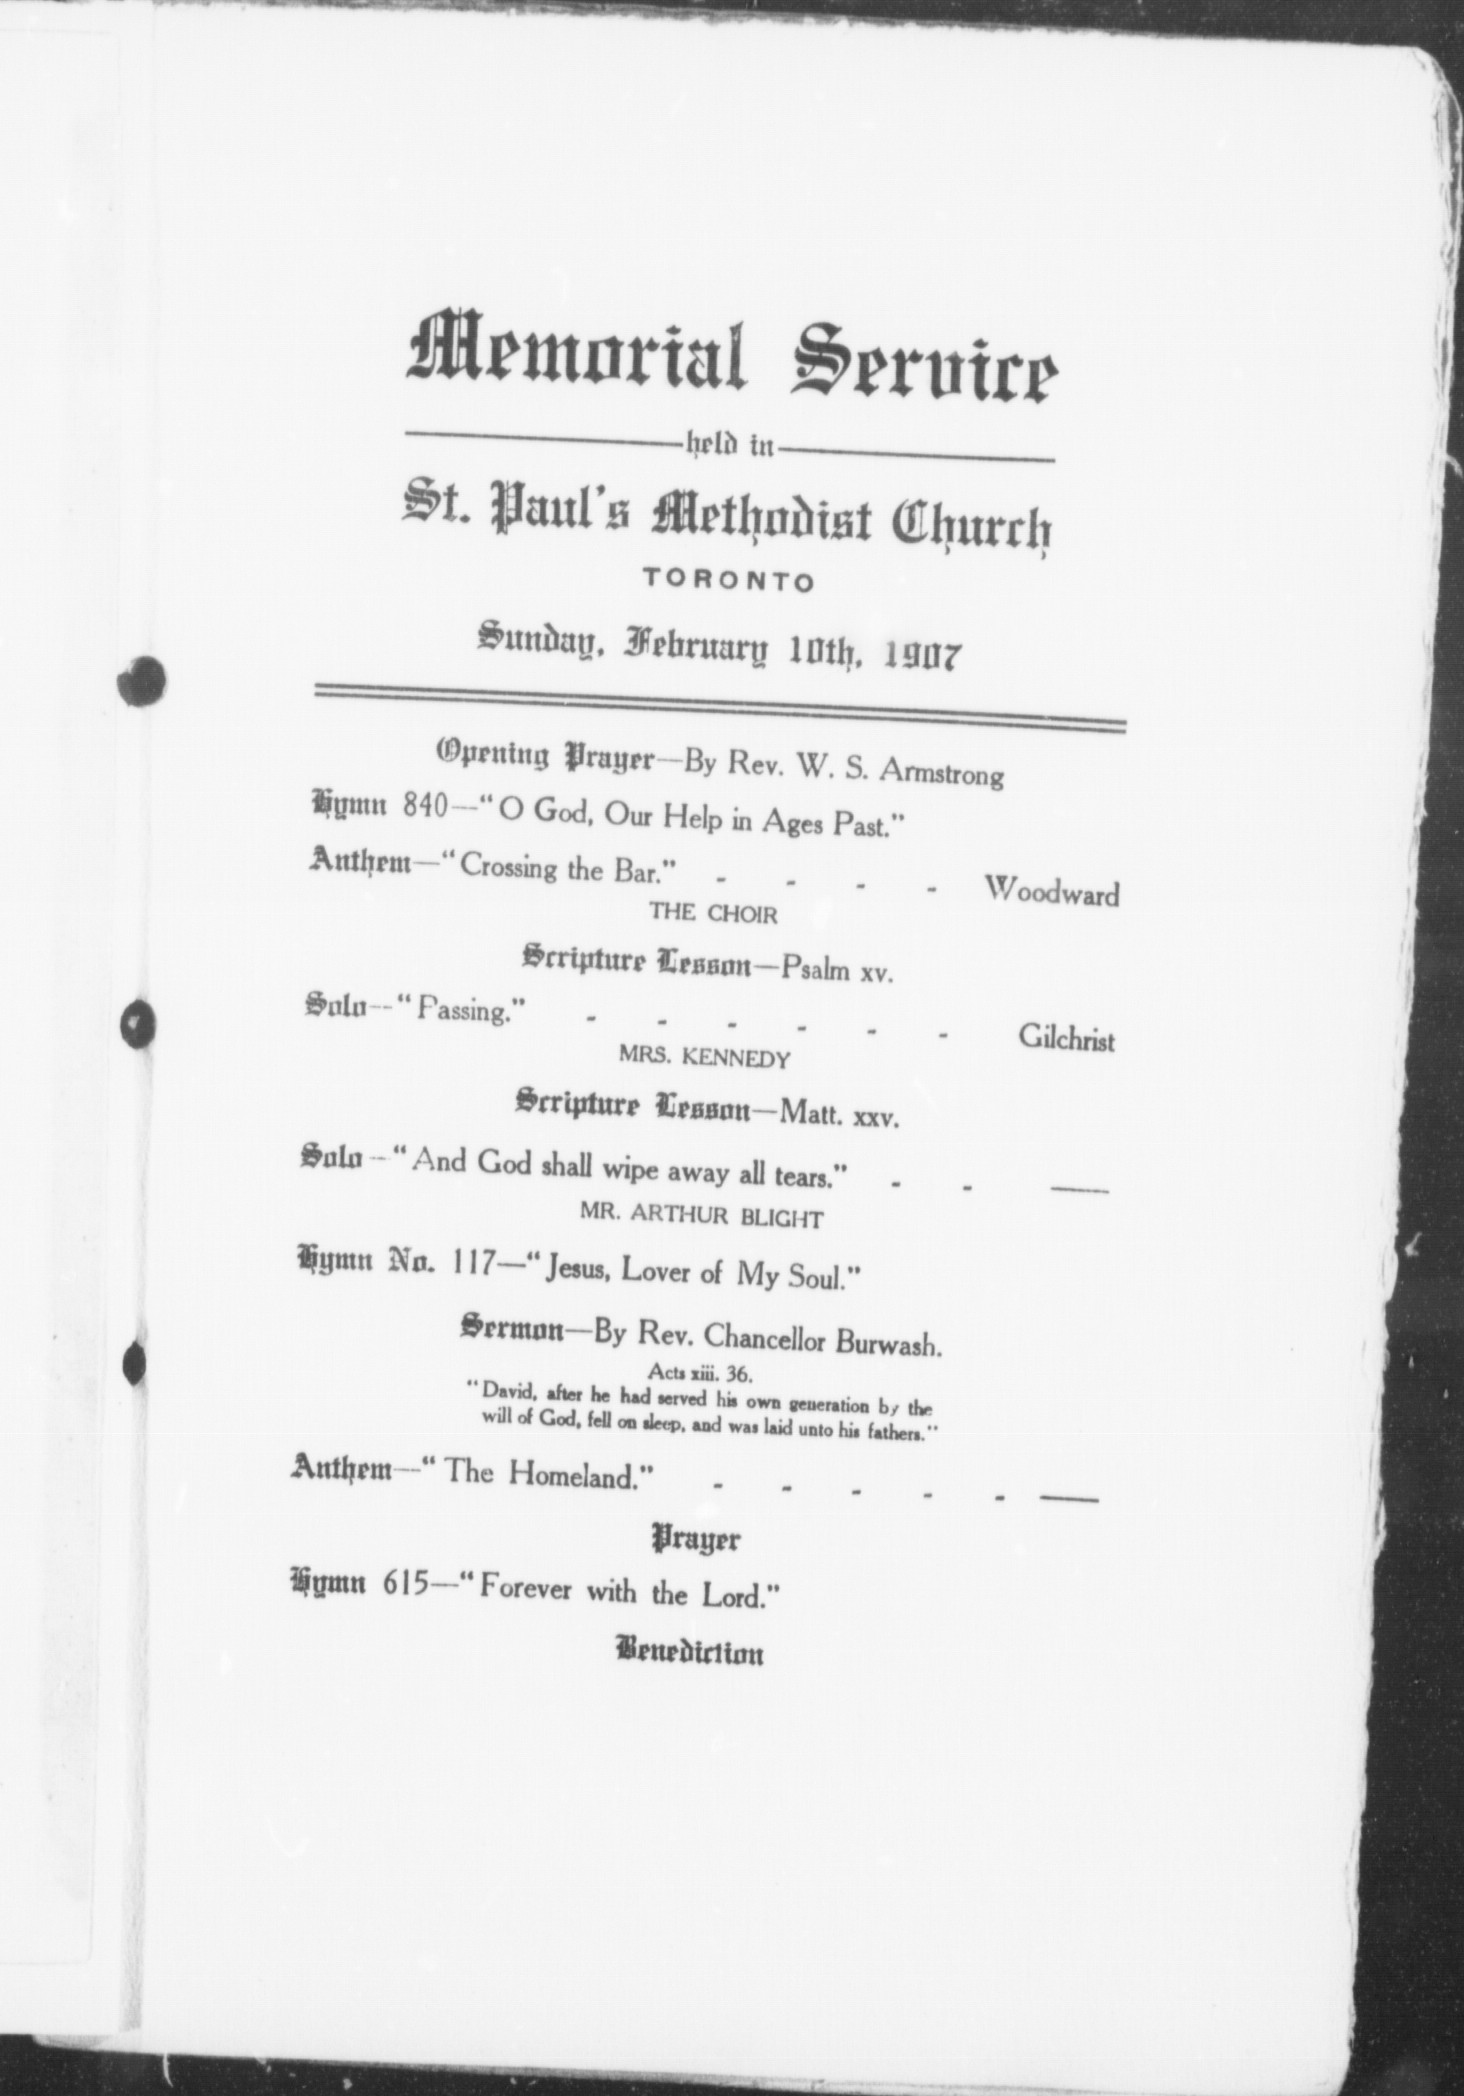 Memorial Service
held in
St. Paul's Methodist Church
TORONTO
Sunday, February 10th, 1907
Opening Prayer—By Rev. W. S. Armstrong
Hymn 840—"O God, Our Help in Ages Past."
Anthem—"Crossing the Bar." - - - - Woodward
THE CHOIR
Scripture Lesson—Psalm xv.
Solo—"Passing." - - - - - - Gilchrist
MRS. KENNEDY
Scripture Lesson—Matt. xxv.
Solo—"And God shall wipe away all tears." - - ——
MR. ARTHUR BLIGHT
Hymn No. 117—"Jesus, Lover of My Soul."
Sermon—By Rev. Chancellor Burwash.
Acts xiii. 36.
"David, after he had served his own generation by the
will of God, fell on sleep, and was laid unto his fathers."
Anthem—"The Homeland." - - - - - ——
Prayer
Hymn 615—"Forever with the Lord."
Benediction